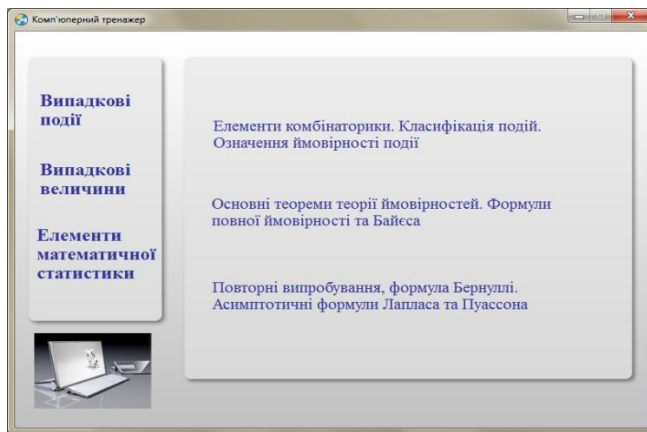 Комп'юперний тренажер
Випадкові
події
Випадкові
величини
Елементи
математичної
статистики
Елементи комбінаторики. Класифікація подій.
Означення ймовірності події
Основні теореми теорії ймовірностей. Формули
повної ймовірності та Байєса
Повторні випробування, формула Бернуллі.
Асимптотичні формули Лапласа та Пуассона